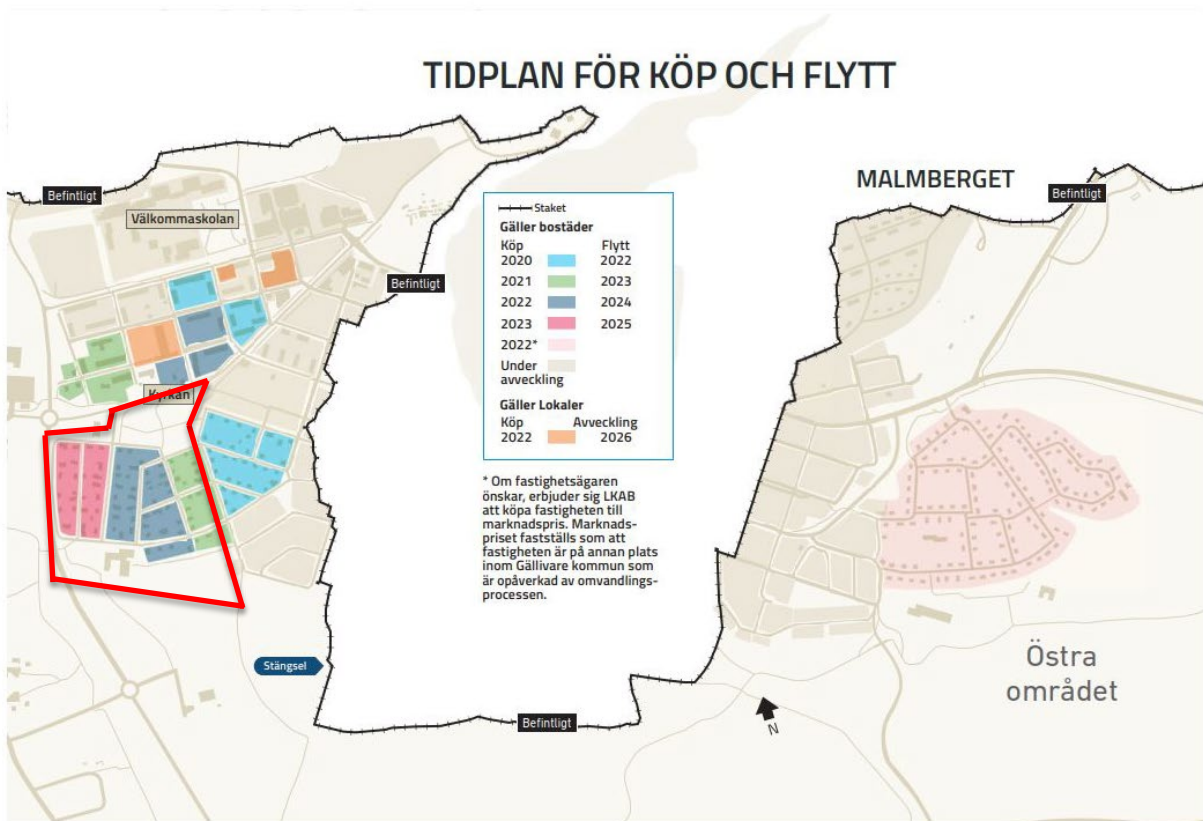 TIDPLAN FÖR KÖP OCH FLYTT
MALMBERGET
Befintligt
Befintligt
Välkommaskolan
Befintligt
Kyrkan
Staket
Gäller bostäder
Köp Flytt
2020 2022
2021 2023
2022 2024
2023 2025
2022*
Under
avveckling
Gäller Lokaler
Köp Avveckling
2022 2026
* Om fastighetsägaren
önskar, erbjuder sig LKAB
att köpa fastigheten till
marknadspris. Marknads-
priset fastställs som att
fastigheten är på annan plats
inom Gällivare kommun som
är opåverkad av omvandlings-
processen.
Stängsel
Östra
området
Befintligt
N